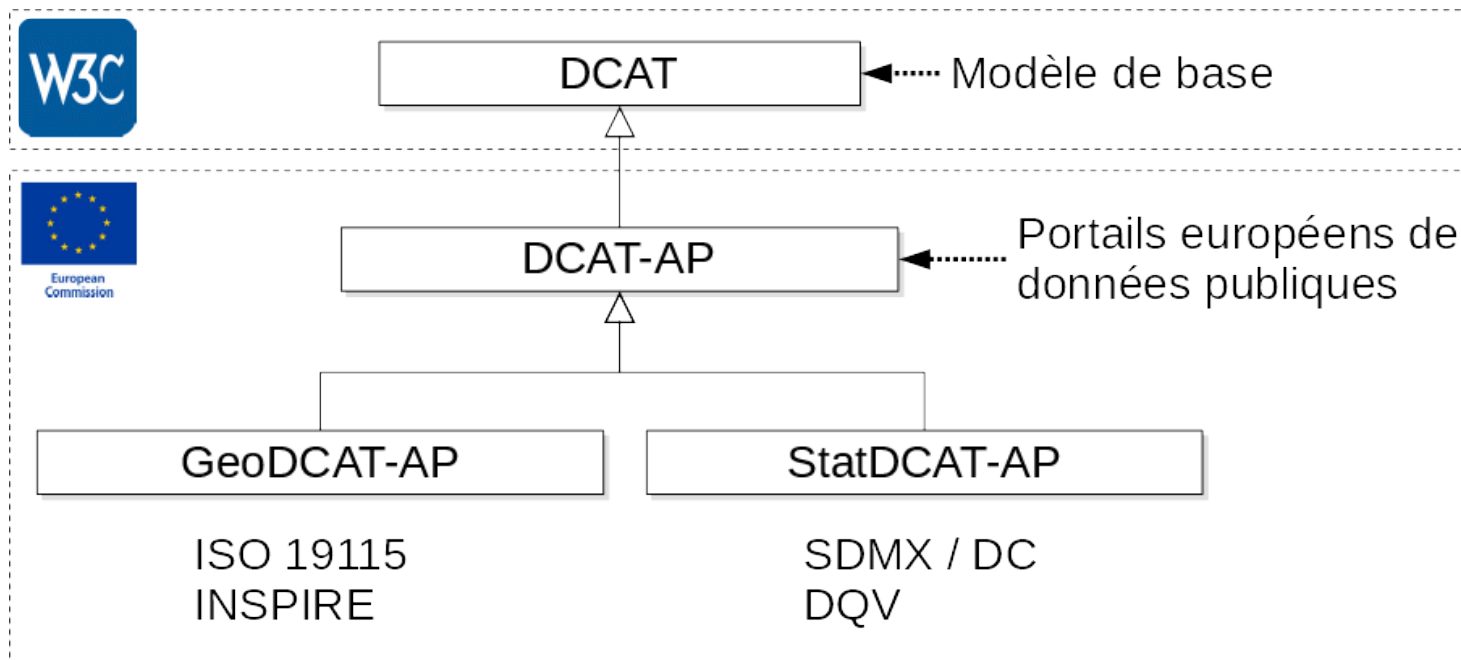 W3C
DCAT
Modèle de base
European
Commission
DCAT-AP
Portails européens de
données publiques
GeoDCAT-AP
StatDCAT-AP
ISO 19115
INSPIRE
SDMX / DC
DQV